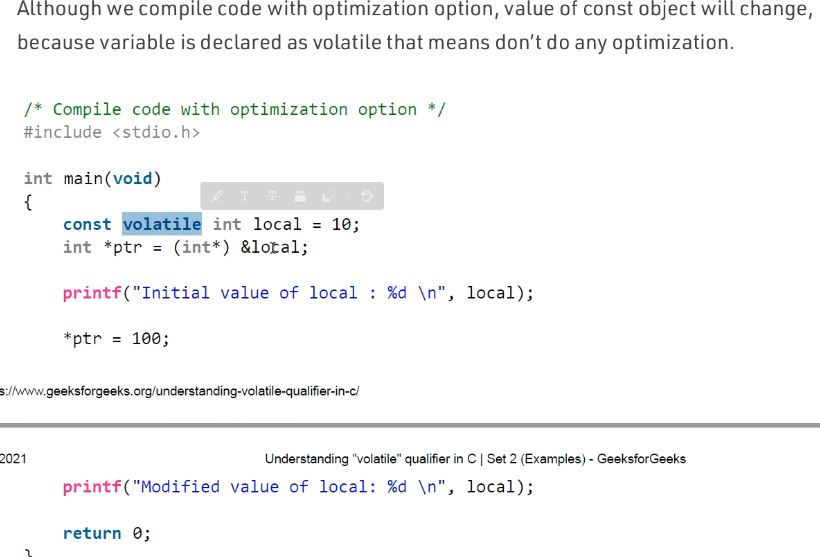 Although we compile code with optimization option, value of const object will change,
because variable is declared as volatile that means don't do any optimization.
/* Compile code with optimization option */
#include <stdio.h>
int main(void)
{
const volatile int local = 10;
int *ptr = (int*) &local;
printf("Initial value of local : %d \n", local);
*ptr = 100;
s://www.geeksforgeeks.org/understanding-volatile-qualifier-in-c/
2021 Understanding "volatile" qualifier in C | Set 2 (Examples) - GeeksforGeeks
printf("Modified value of local: %d \n", local);
return 0;
}